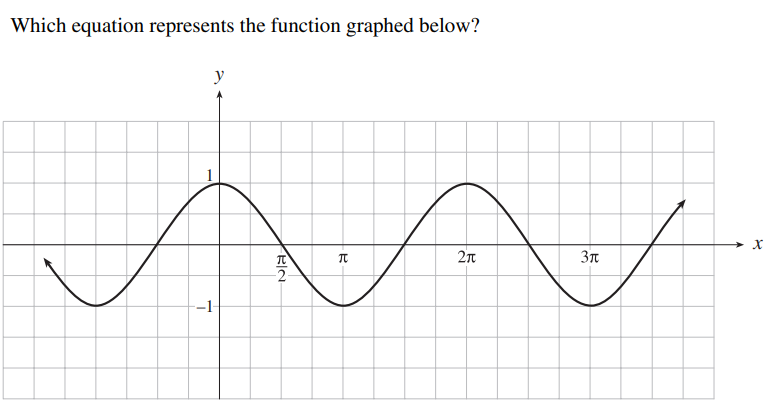 Which equation represents the function graphed below?
y
1
x
π/2
π
2π
3π
−1